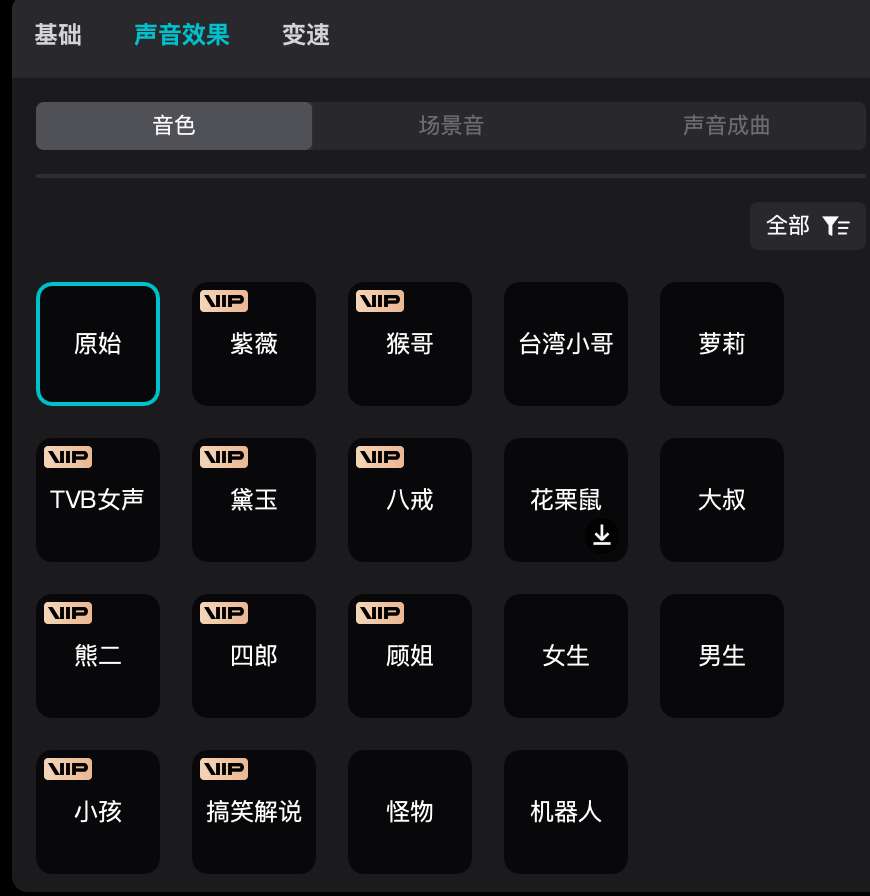 基础 声音效果 变速
音色 场景音 声音成曲
全部
原始 VIP 紫薇 VIP 猴哥 台湾小哥 萝莉
VIP TVB女声 VIP 黛玉 VIP 八戒 花栗鼠 大叔
VIP 熊二 VIP 四郎 VIP 顾姐 女生 男生
VIP 小孩 VIP 搞笑解说 怪物 机器人